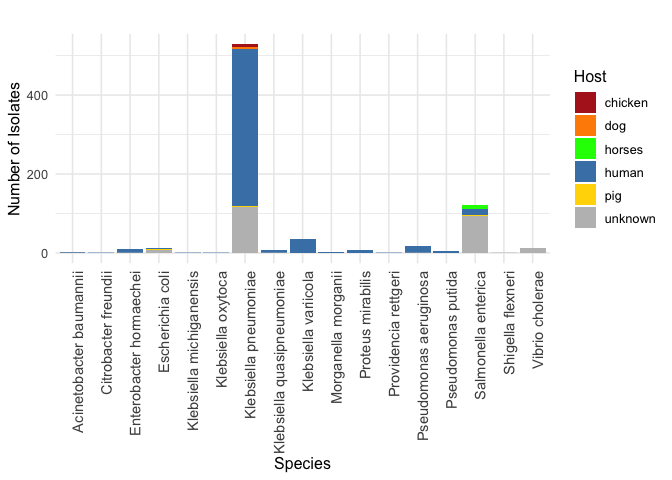 Number of Isolates
400
200
0
Acinetobacter baumannii
Citrobacter freundii
Enterobacter hormaechei
Escherichia coli
Klebsiella michiganensis
Klebsiella oxytoca
Klebsiella pneumoniae
Klebsiella quasipneumoniae
Klebsiella variicola
Morganella morganii
Proteus mirabilis
Providencia rettgeri
Pseudomonas aeruginosa
Pseudomonas putida
Salmonella enterica
Shigella flexneri
Vibrio cholerae
Species
Host
chicken
dog
horses
human
pig
unknown